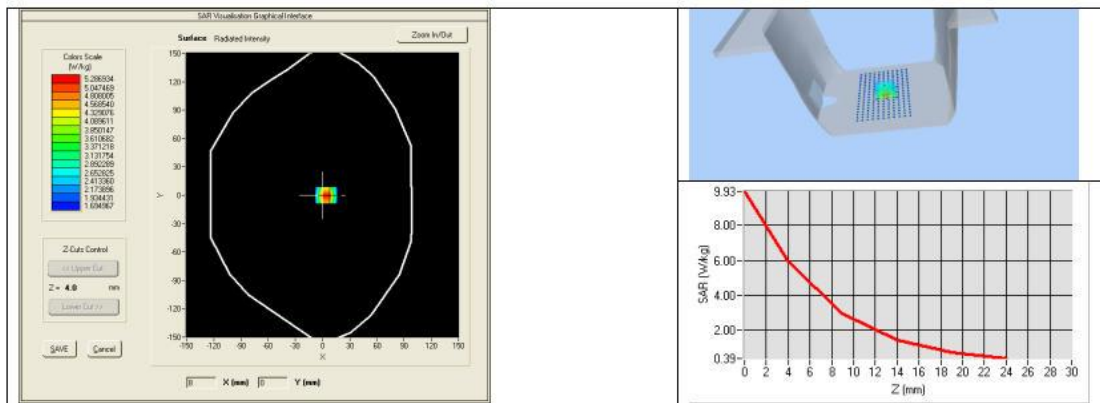 SAR Visualisation Graphical Interface
Surface Radiated Intensity
Zoom In/Out
Colors Scale
(W/kg)
5.286934
5.047469
4.808005
4.568540
4.329076
4.089611
3.850147
3.610682
3.371218
3.131754
2.892289
2.652825
2.413360
2.173896
1.934431
1.694967
Z-Cuts Control
<< Upper Cut
Z = 4.0 mm
Lower Cut >>
SAVE Cancel
150-
120-
90-
60-
30-
Y 0-
-30-
-60-
-90-
-120-
-150-
-150 -120 -90 -60 -30 0 30 60 90 120 150
X
8 X (mm) 0 Y (mm)
SAR (W/kg)
9.93-
8.00-
6.00-
4.00-
2.00-
0.39-
0 2 4 6 8 10 12 14 16 18 20 22 24 26 28 30
Z (mm)